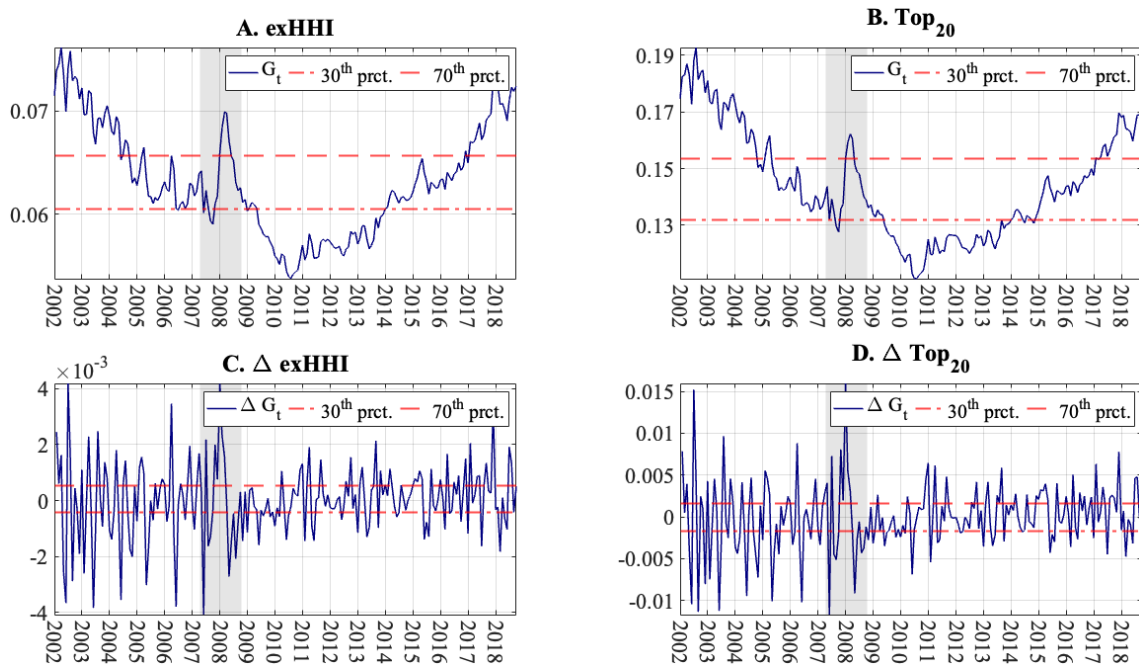 A. exHHI
G_t 30^th prct. 70^th prct.
0.07
0.06
2002 2003 2004 2005 2006 2007 2008 2009 2010 2011 2012 2013 2014 2015 2016 2017 2018
B. Top_20
G_t 30^th prct. 70^th prct.
0.19
0.17
0.15
0.13
2002 2003 2004 2005 2006 2007 2008 2009 2010 2011 2012 2013 2014 2015 2016 2017 2018
C. Δ exHHI
×10^-3
Δ G_t 30^th prct. 70^th prct.
4
2
0
-2
-4
2002 2003 2004 2005 2006 2007 2008 2009 2010 2011 2012 2013 2014 2015 2016 2017 2018
D. Δ Top_20
Δ G_t 30^th prct. 70^th prct.
0.015
0.01
0.005
0
-0.005
-0.01
2002 2003 2004 2005 2006 2007 2008 2009 2010 2011 2012 2013 2014 2015 2016 2017 2018